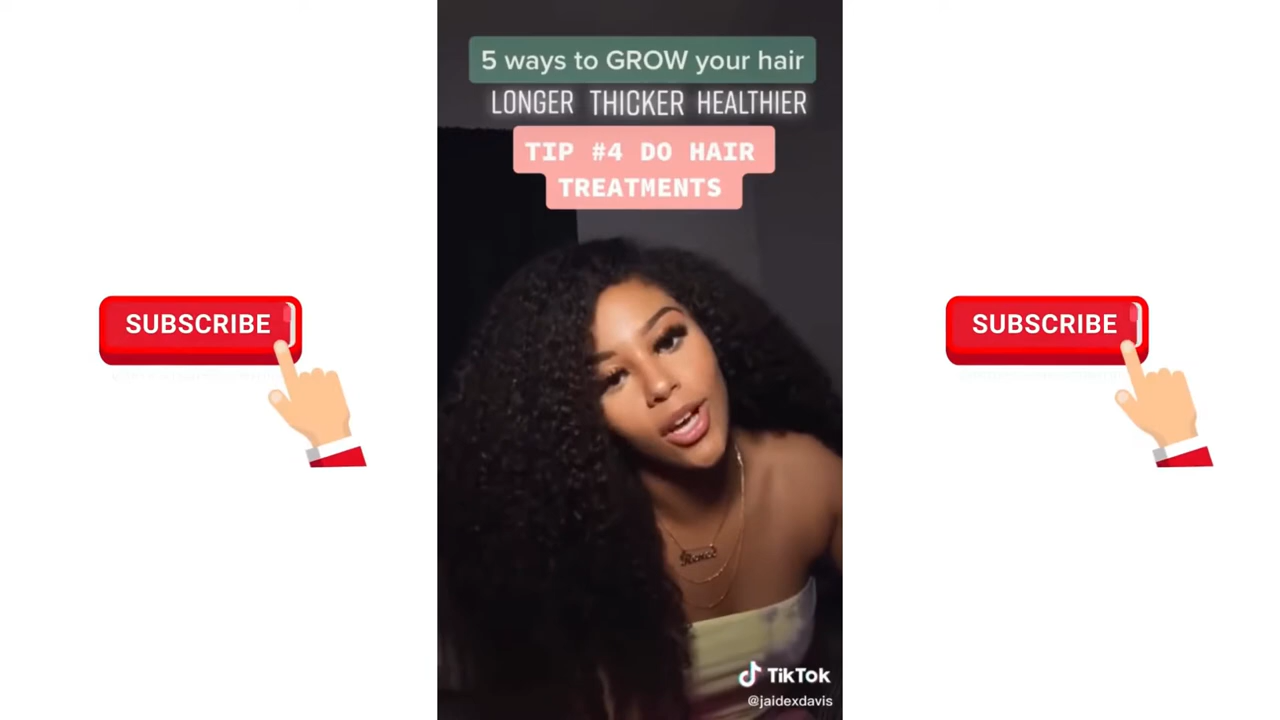 5 ways to GROW your hair
LONGER THICKER HEALTHIER
TIP #4 DO HAIR
TREATMENTS
SUBSCRIBE
SUBSCRIBE
TikTok
@jaidexdavis